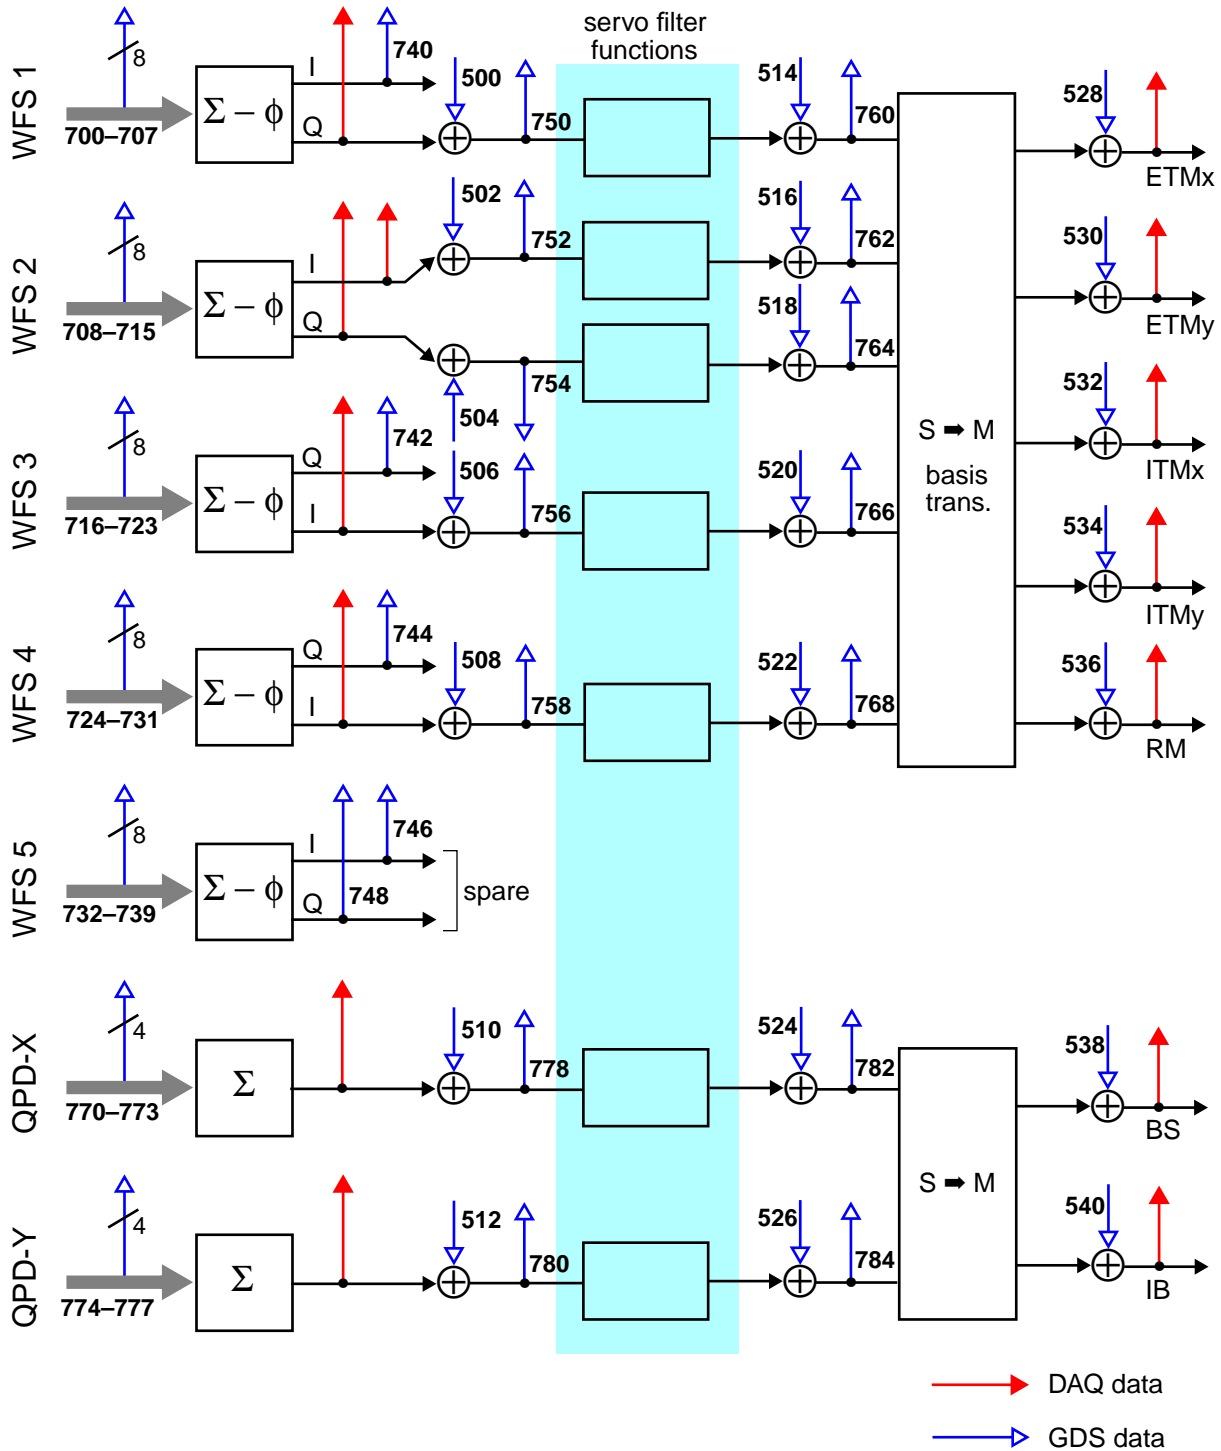 servo filter
functions
WFS 1
8
700–707
Σ – ϕ
I
Q
740
500
750
514
760
528
ETMx
WFS 2
8
708–715
Σ – ϕ
I
Q
502
752
504
754
516
762
518
764
530
ETMy
WFS 3
8
716–723
Σ – ϕ
Q
I
742
506
756
520
766
S ➡ M
basis
trans.
532
ITMx
534
ITMy
WFS 4
8
724–731
Σ – ϕ
Q
I
744
508
758
522
768
536
RM
WFS 5
8
732–739
Σ – ϕ
I
Q
746
748
spare
QPD-X
4
770–773
Σ
510
778
524
782
538
BS
S ➡ M
QPD-Y
4
774–777
Σ
512
780
526
784
540
IB
DAQ data
GDS data